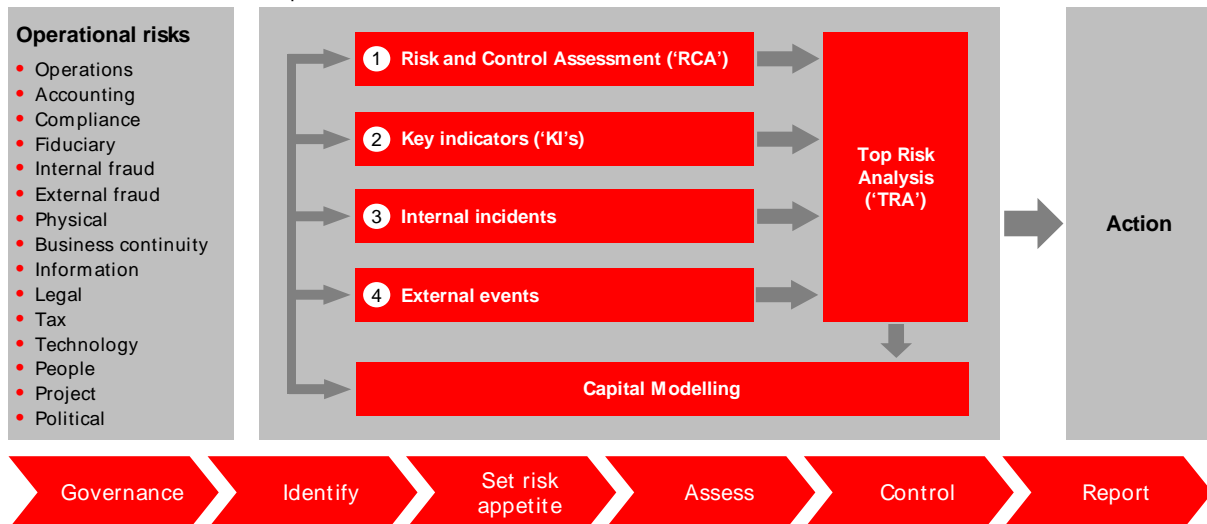 Operational risks
• Operations
• Accounting
• Compliance
• Fiduciary
• Internal fraud
• External fraud
• Physical
• Business continuity
• Information
• Legal
• Tax
• Technology
• People
• Project
• Political
1 Risk and Control Assessment (‘RCA’)
2 Key indicators (‘KI’s)
3 Internal incidents
4 External events
Top Risk
Analysis
(‘TRA’)
Capital Modelling
Action
Governance
Identify
Set risk
appetite
Assess
Control
Report